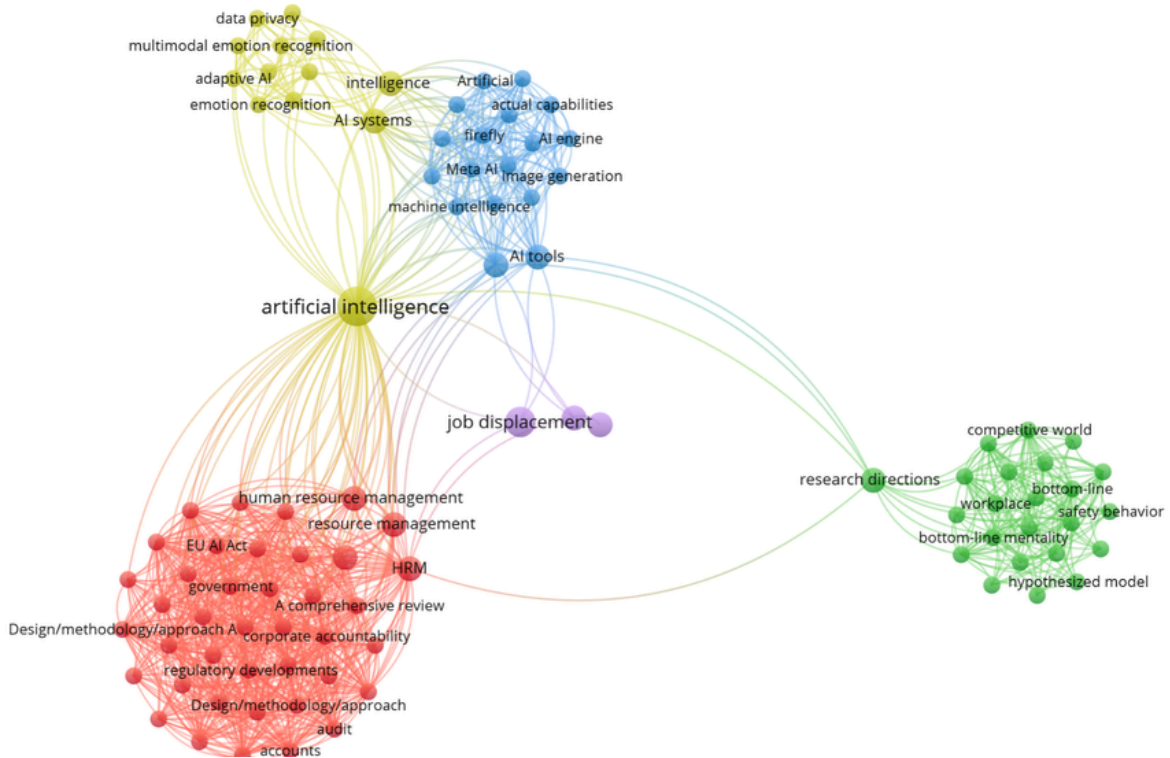 data privacy
multimodal emotion recognition
adaptive AI
intelligence
emotion recognition
AI systems
Artificial
actual capabilities
firefly
AI engine
Meta AI
image generation
machine intelligence
AI tools
artificial intelligence
job displacement
competitive world
research directions
bottom-line
workplace
safety behavior
bottom-line mentality
hypothesized model
human resource management
resource management
EU AI Act
HRM
government
A comprehensive review
Design/methodology/approach A
corporate accountability
regulatory developments
Design/methodology/approach
audit
accounts